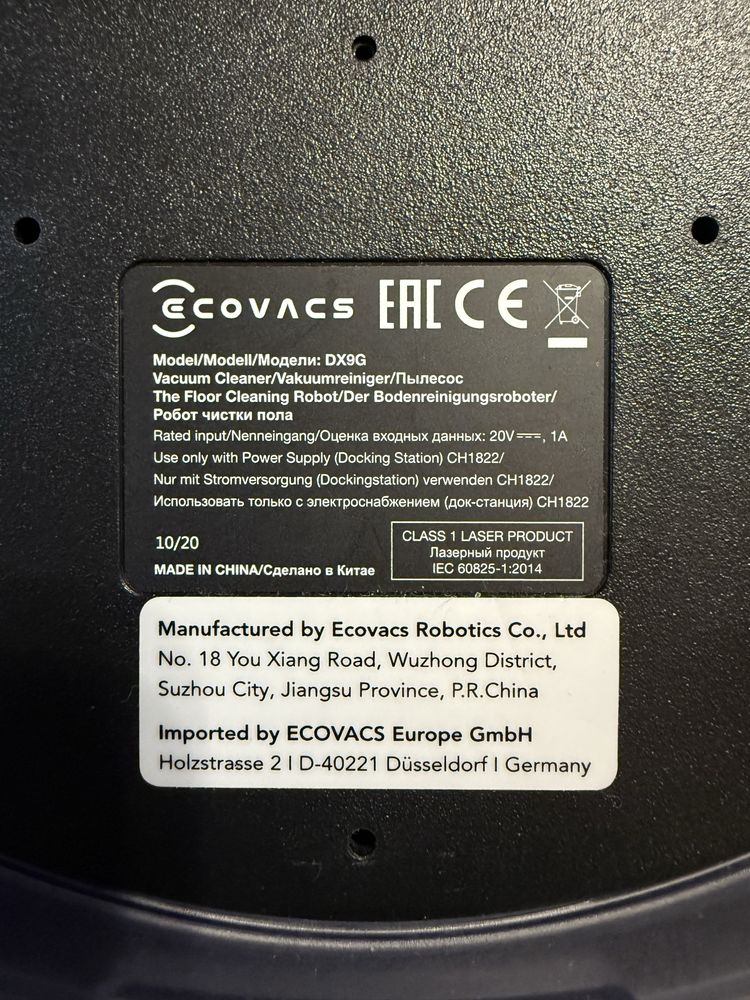 ECOVACS EAC CE
Model/Modell/Модели: DX9G
Vacuum Cleaner/Vakuumreiniger/Пылесос
The Floor Cleaning Robot/Der Bodenreinigungsroboter/
Робот чистки пола
Rated input/Nenneingang/Оценка входных данных: 20V⎓, 1A
Use only with Power Supply (Docking Station) CH1822/
Nur mit Stromversorgung (Dockingstation) verwenden CH1822/
Использовать только с электроснабжением (док-станция) CH1822
10/20
MADE IN CHINA/Сделано в Китае
CLASS 1 LASER PRODUCT
Лазерный продукт
IEC 60825-1:2014
Manufactured by Ecovacs Robotics Co., Ltd
No. 18 You Xiang Road, Wuzhong District,
Suzhou City, Jiangsu Province, P.R.China
Imported by ECOVACS Europe GmbH
Holzstrasse 2 I D-40221 Düsseldorf I Germany